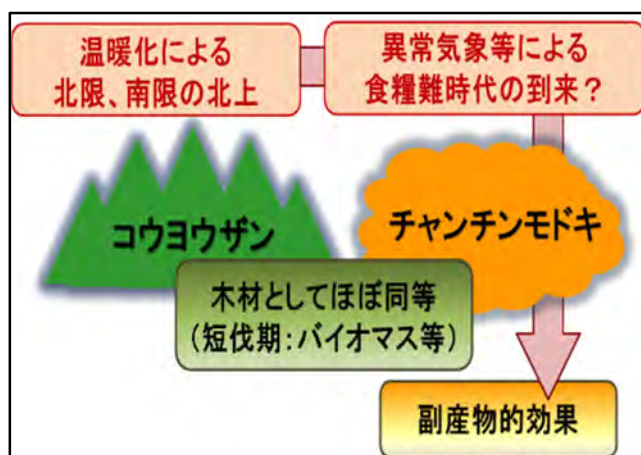 温暖化による
北限、南限の北上
異常気象等による
食糧難時代の到来？
コウヨウザン
チャンチンモドキ
木材としてほぼ同等
（短伐期：バイオマス等）
副産物的効果